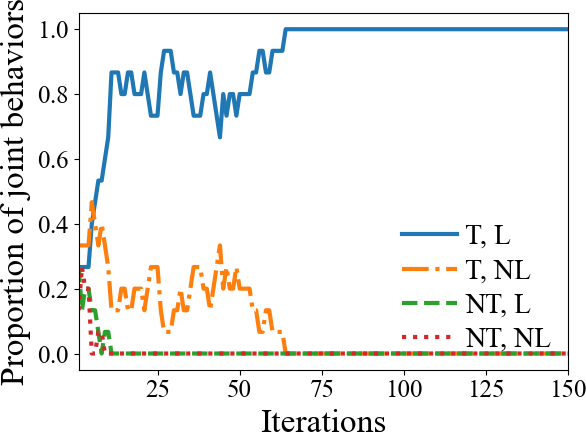 Proportion of joint behaviors
1.0
0.8
0.6
0.4
0.2
0.0
T, L
T, NL
NT, L
NT, NL
25 50 75 100 125 150
Iterations